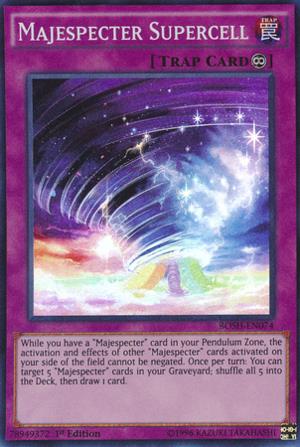 MAJESPECTER SUPERCELL
TRAP
罠
[TRAP CARD∞]
BOSH-EN074
While you have a "Majespecter" card in your Pendulum Zone, the
activation and effects of other "Majespecter" cards activated on
your side of the field cannot be negated. Once per turn: You can
target 5 "Majespecter" cards in your Graveyard; shuffle all 5 into
the Deck, then draw 1 card.
78949372 1st Edition
©1996 KAZUKI TAKAHASHI